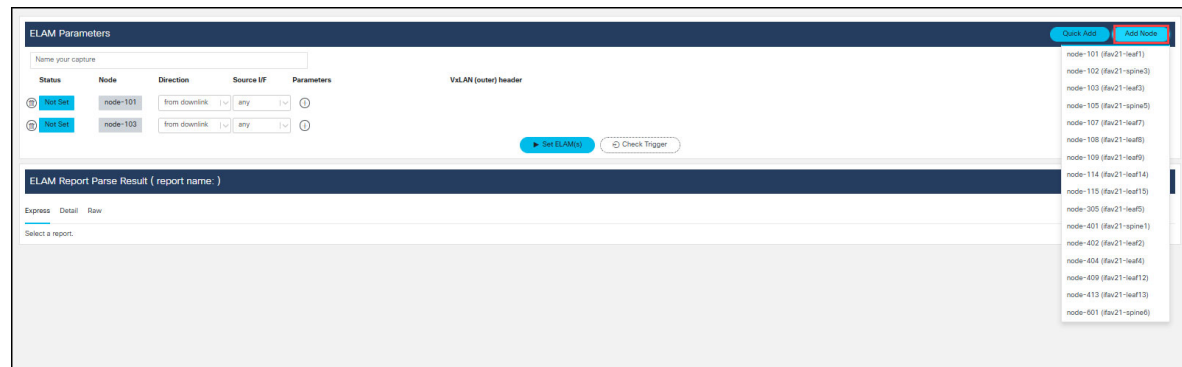 ELAM Parameters Quick Add Add Node
Name your capture
Status Node Direction Source I/F Parameters VxLAN (outer) header
Not Set node-101 from downlink any
Not Set node-103 from downlink any
Set ELAM(s) Check Trigger
ELAM Report Parse Result ( report name: )
Express Detail Raw
Select a report.
node-101 (ifav21-leaf1)
node-102 (ifav21-spine3)
node-103 (ifav21-leaf3)
node-105 (ifav21-spine5)
node-107 (ifav21-leaf7)
node-108 (ifav21-leaf8)
node-109 (ifav21-leaf9)
node-114 (ifav21-leaf14)
node-115 (ifav21-leaf15)
node-305 (ifav21-leaf5)
node-401 (ifav21-spine1)
node-402 (ifav21-leaf2)
node-404 (ifav21-leaf4)
node-409 (ifav21-leaf12)
node-413 (ifav21-leaf13)
node-601 (ifav21-spine6)